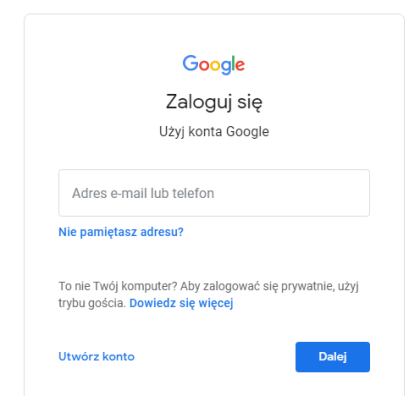 Google
Zaloguj się
Użyj konta Google
Adres e-mail lub telefon
Nie pamiętasz adresu?
To nie Twój komputer? Aby zalogować się prywatnie, użyj
trybu gościa. Dowiedz się więcej
Utwórz konto
Dalej